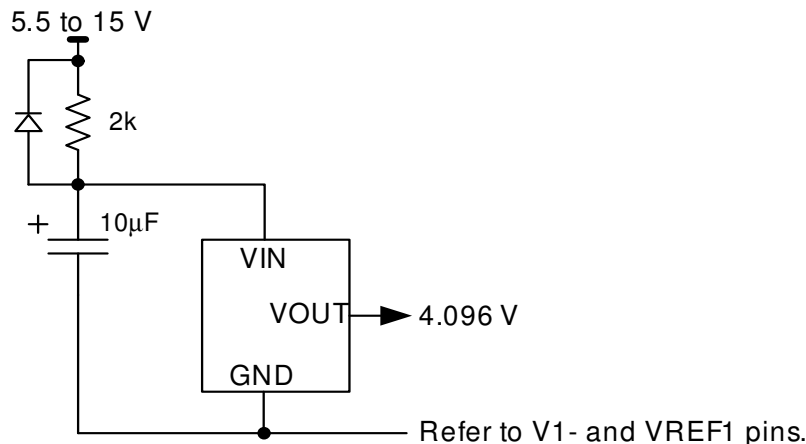 5.5 to 15 V
2k
+ 10µF
VIN
VOUT 4.096 V
GND
Refer to V1- and VREF1 pins.